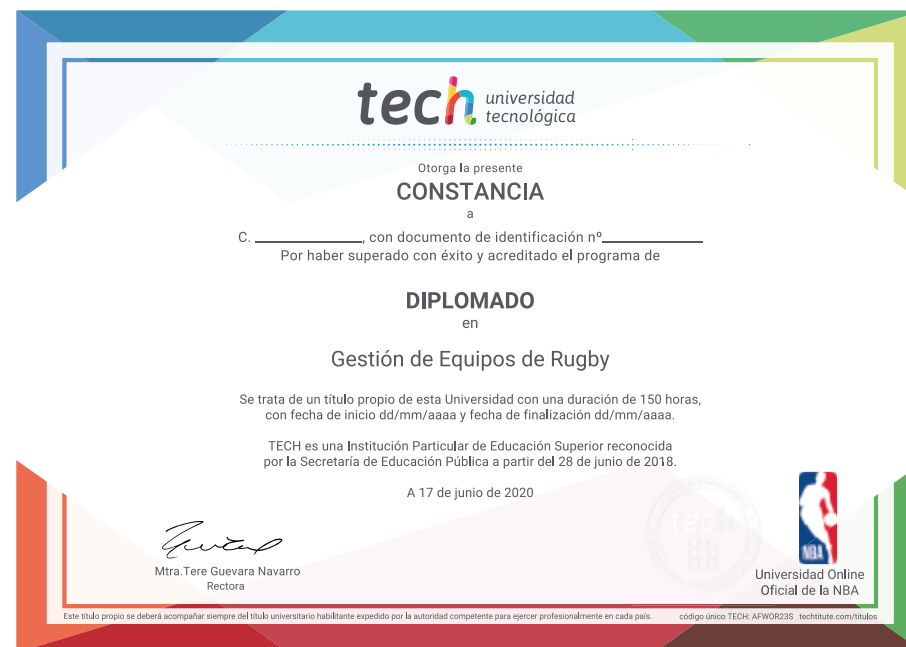 tech universidad
tecnológica
Otorga la presente
CONSTANCIA
a
C. ____________, con documento de identificación nº____________
Por haber superado con éxito y acreditado el programa de
DIPLOMADO
en
Gestión de Equipos de Rugby
Se trata de un título propio de esta Universidad con una duración de 150 horas,
con fecha de inicio dd/mm/aaaa y fecha de finalización dd/mm/aaaa.
TECH es una Institución Particular de Educación Superior reconocida
por la Secretaría de Educación Pública a partir del 28 de junio de 2018.
A 17 de junio de 2020
tech
NBA
Mtra.Tere Guevara Navarro
Rectora
Universidad Online
Oficial de la NBA
Este título propio se deberá acompañar siempre del título universitario habilitante expedido por la autoridad competente para ejercer profesionalmente en cada país.
código único TECH: AFWOR23S techtitute.com/titulos